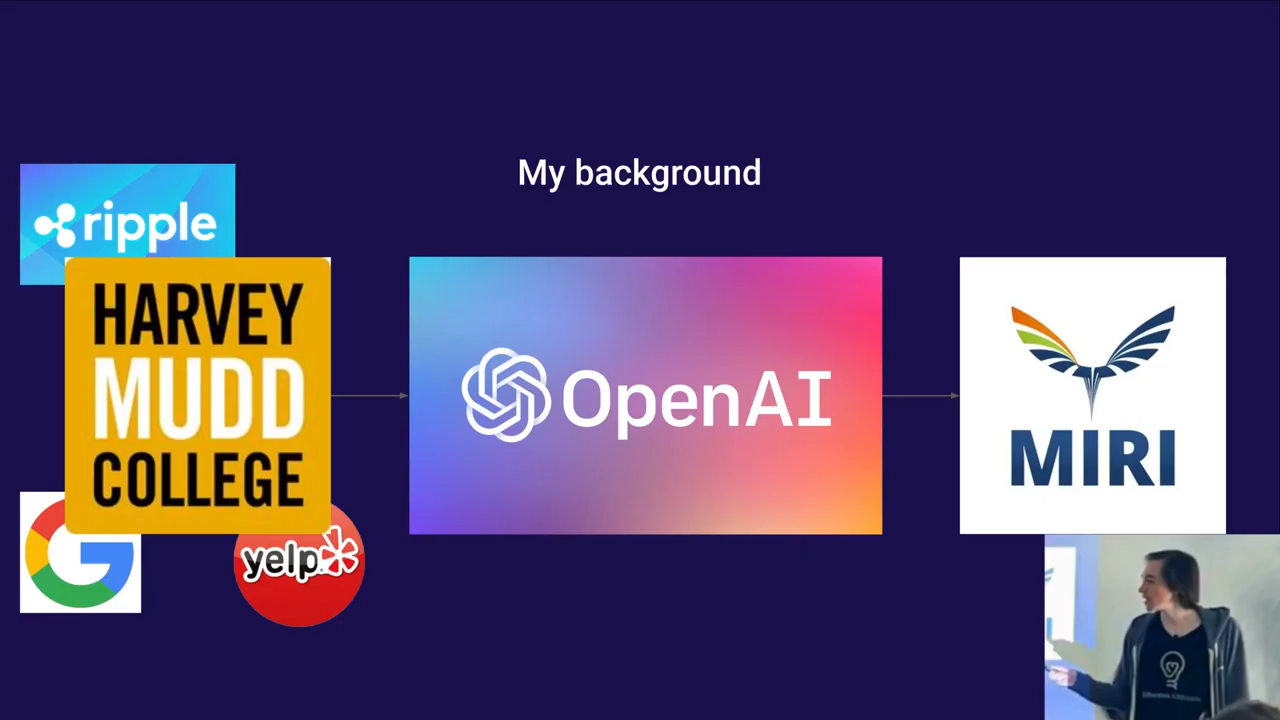 My background
ripple
HARVEY
MUDD
COLLEGE
OpenAI
MIRI
yelp